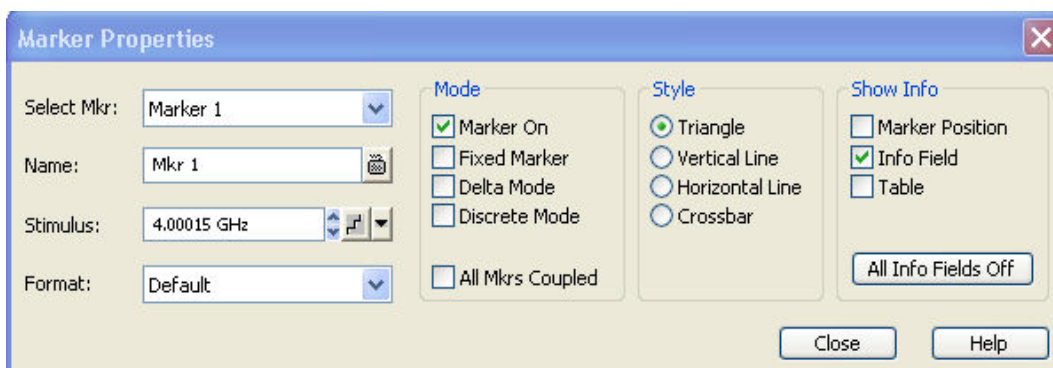 Marker Properties
Select Mkr:
Marker 1
Name:
Mkr 1
Stimulus:
4.00015 GHz
Format:
Default
Mode
Marker On
Fixed Marker
Delta Mode
Discrete Mode
All Mkrs Coupled
Style
Triangle
Vertical Line
Horizontal Line
Crossbar
Show Info
Marker Position
Info Field
Table
All Info Fields Off
Close
Help